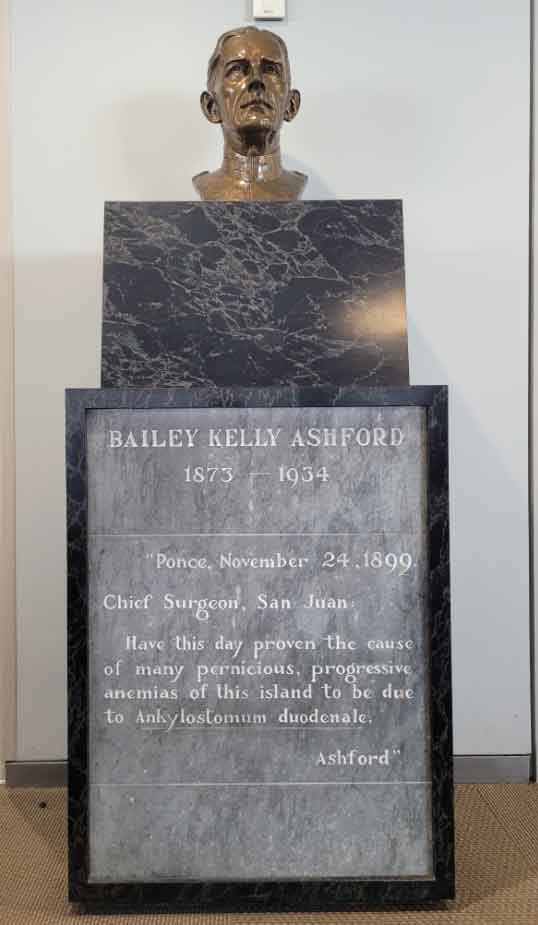 BAILEY KELLY ASHFORD
1873 — 1934
"Ponce, November 24, 1899.
Chief Surgeon, San Juan:
Have this day proven the cause
of many pernicious, progressive
anemias of this island to be due
to Ankylostomum duodenale.
Ashford"